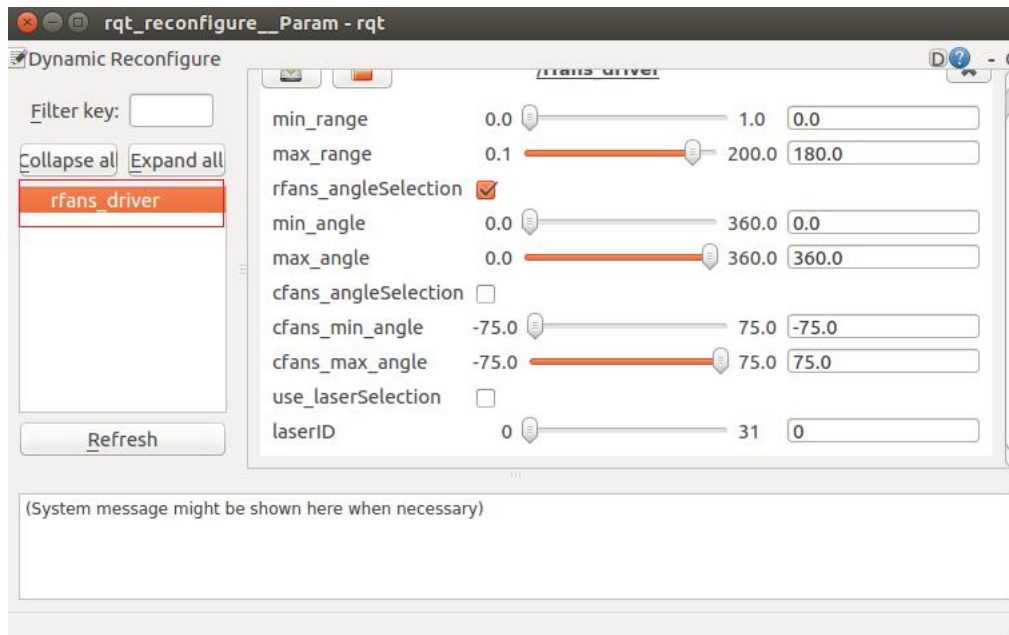 rqt_reconfigure__Param - rqt
Dynamic Reconfigure D ? -
/rfans_driver
Filter key:
Collapse al Expand all
rfans_driver
Refresh
min_range 0.0 1.0 0.0
max_range 0.1 200.0 180.0
rfans_angleSelection
min_angle 0.0 360.0 0.0
max_angle 0.0 360.0 360.0
cfans_angleSelection
cfans_min_angle -75.0 75.0 -75.0
cfans_max_angle -75.0 75.0 75.0
use_laserSelection
laserID 0 31 0
(System message might be shown here when necessary)